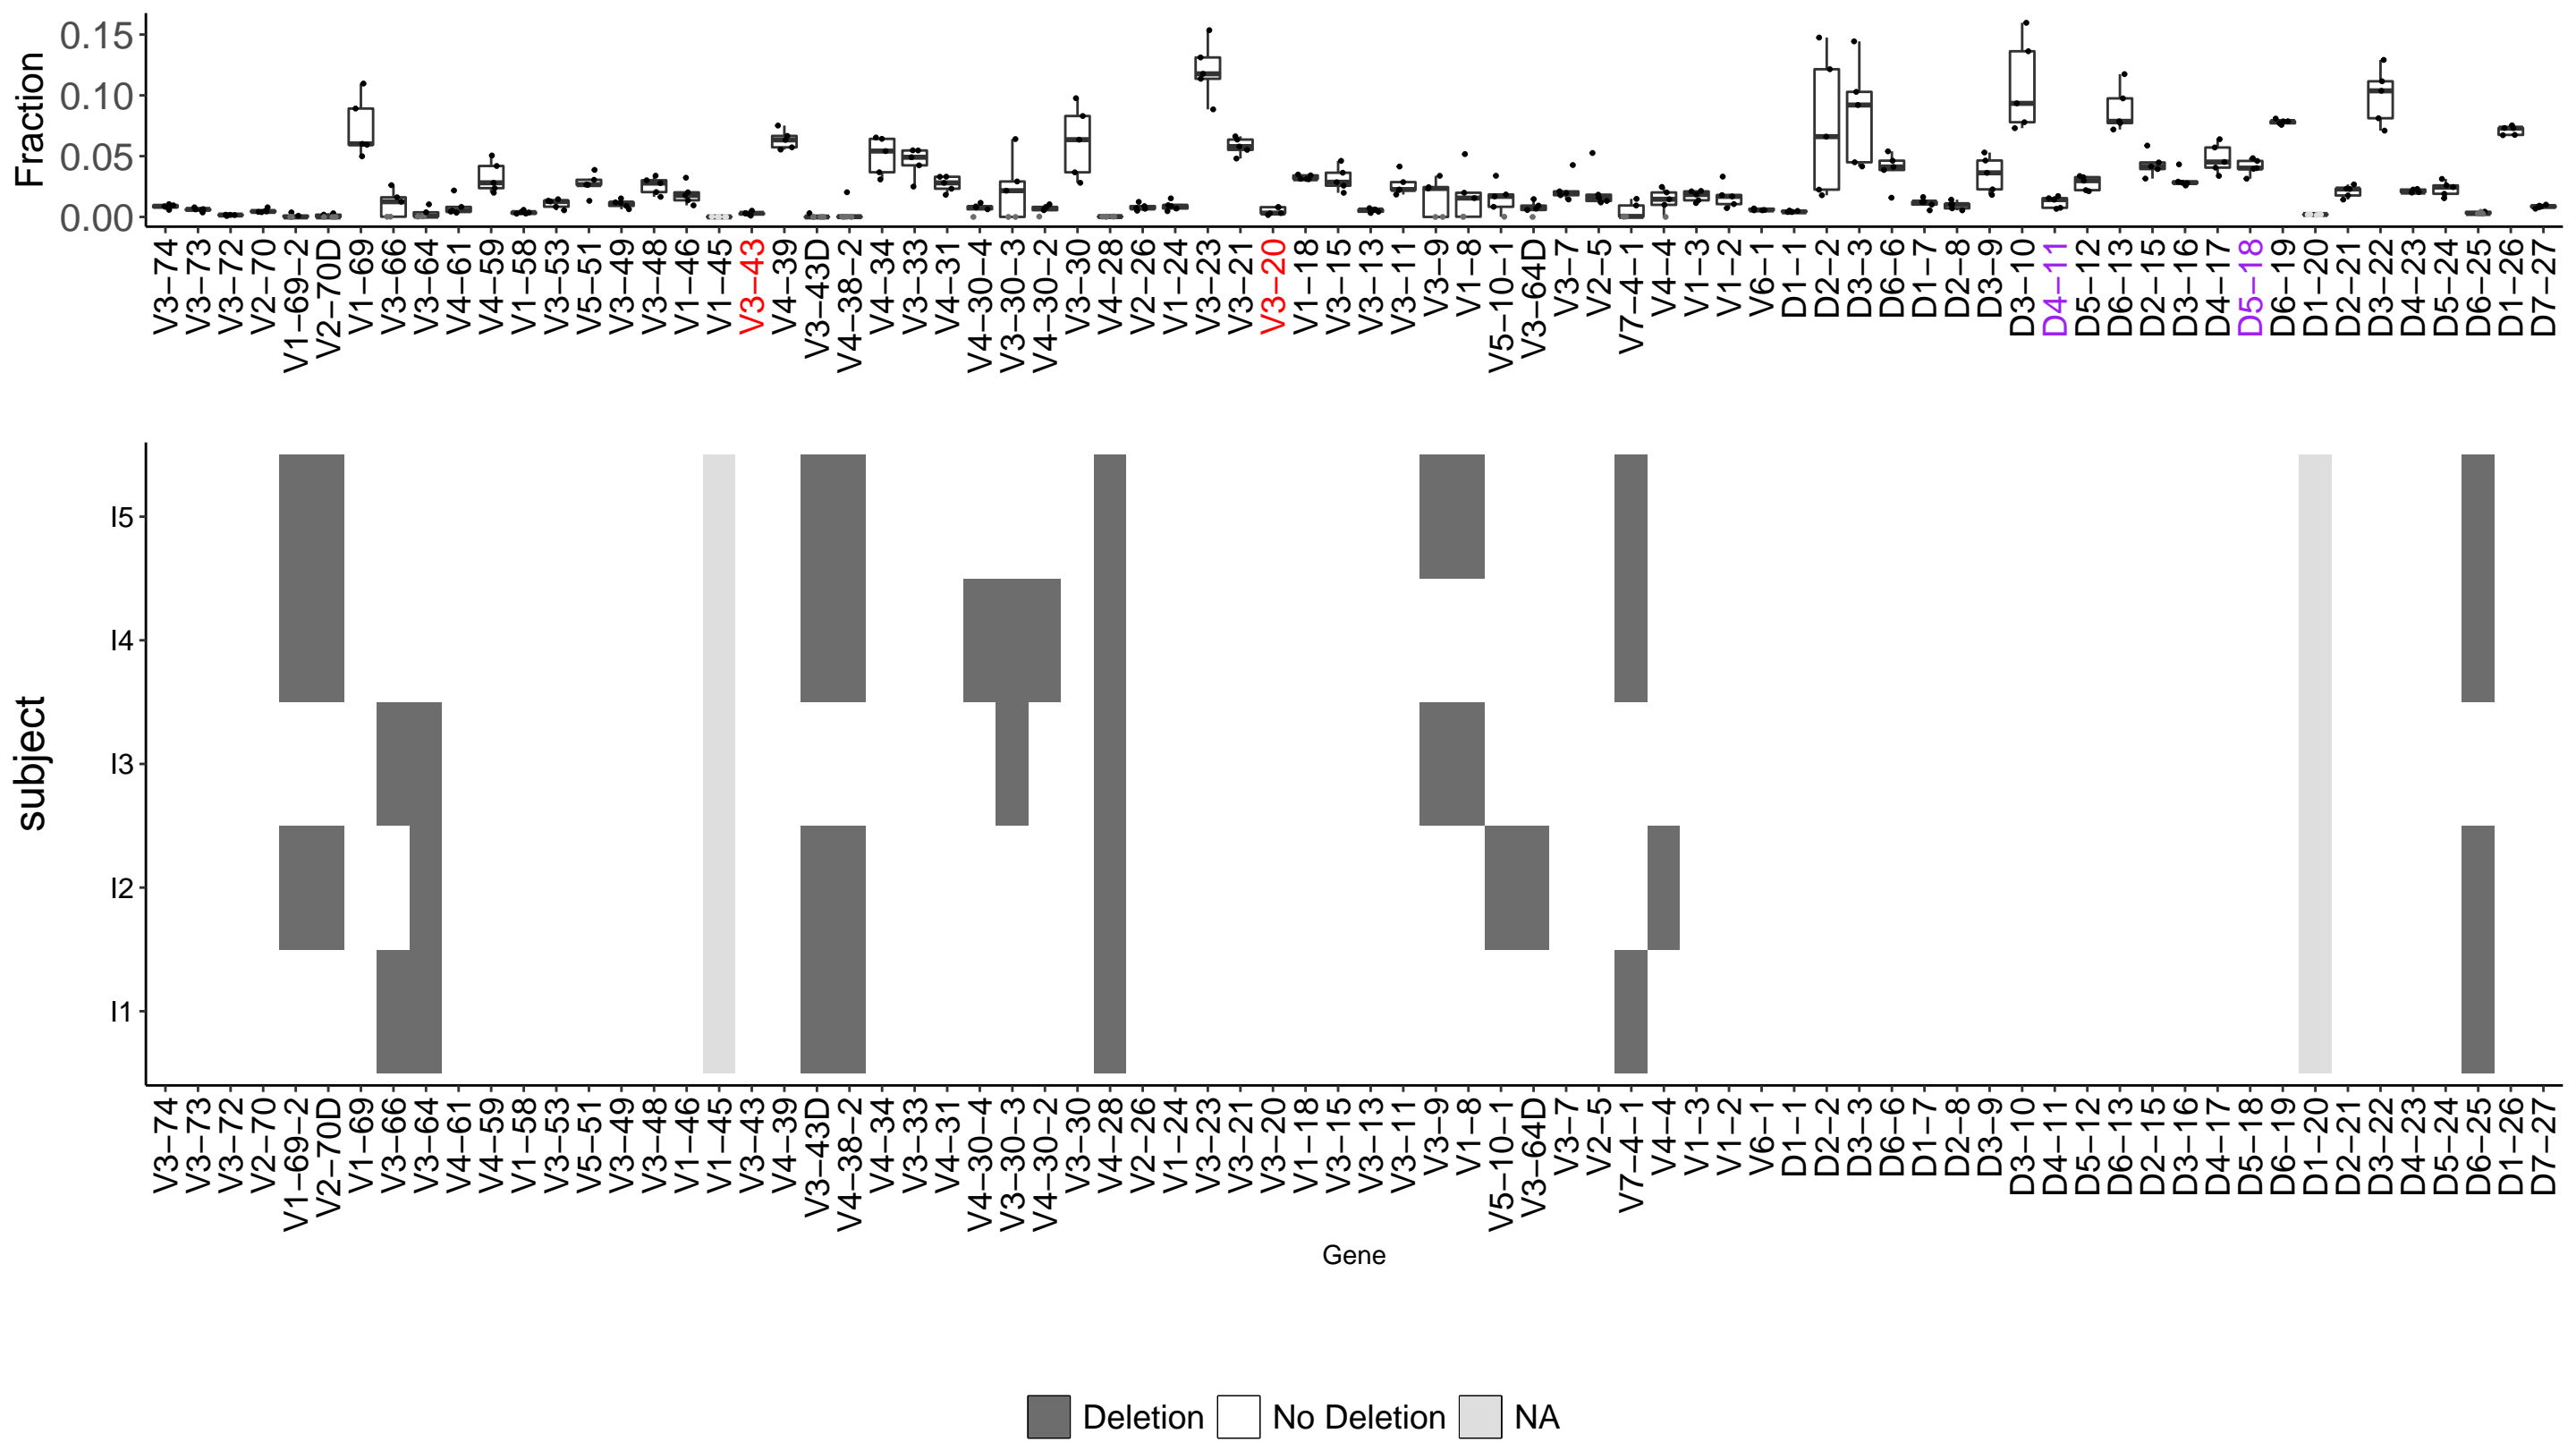 Fraction
0.15
0.10
0.05
0.00
V3−74 V3−73 V3−72 V2−70 V1−69−2 V2−70D V1−69 V3−66 V3−64 V4−61 V4−59 V1−58 V3−53 V5−51 V3−49 V3−48 V1−46 V1−45 V3−43 V4−39 V3−43D V4−38−2 V4−34 V3−33 V4−31 V4−30−4 V3−30−3 V4−30−2 V3−30 V4−28 V2−26 V1−24 V3−23 V3−21 V3−20 V1−18 V3−15 V3−13 V3−11 V3−9 V1−8 V5−10−1 V3−64D V3−7 V2−5 V7−4−1 V4−4 V1−3 V1−2 V6−1 D1−1 D2−2 D3−3 D6−6 D1−7 D2−8 D3−9 D3−10 D4−11 D5−12 D6−13 D2−15 D3−16 D4−17 D5−18 D6−19 D1−20 D2−21 D3−22 D4−23 D5−24 D6−25 D1−26 D7−27
subject
I5
I4
I3
I2
I1
V3−74 V3−73 V3−72 V2−70 V1−69−2 V2−70D V1−69 V3−66 V3−64 V4−61 V4−59 V1−58 V3−53 V5−51 V3−49 V3−48 V1−46 V1−45 V3−43 V4−39 V3−43D V4−38−2 V4−34 V3−33 V4−31 V4−30−4 V3−30−3 V4−30−2 V3−30 V4−28 V2−26 V1−24 V3−23 V3−21 V3−20 V1−18 V3−15 V3−13 V3−11 V3−9 V1−8 V5−10−1 V3−64D V3−7 V2−5 V7−4−1 V4−4 V1−3 V1−2 V6−1 D1−1 D2−2 D3−3 D6−6 D1−7 D2−8 D3−9 D3−10 D4−11 D5−12 D6−13 D2−15 D3−16 D4−17 D5−18 D6−19 D1−20 D2−21 D3−22 D4−23 D5−24 D6−25 D1−26 D7−27
Gene
Deletion No Deletion NA